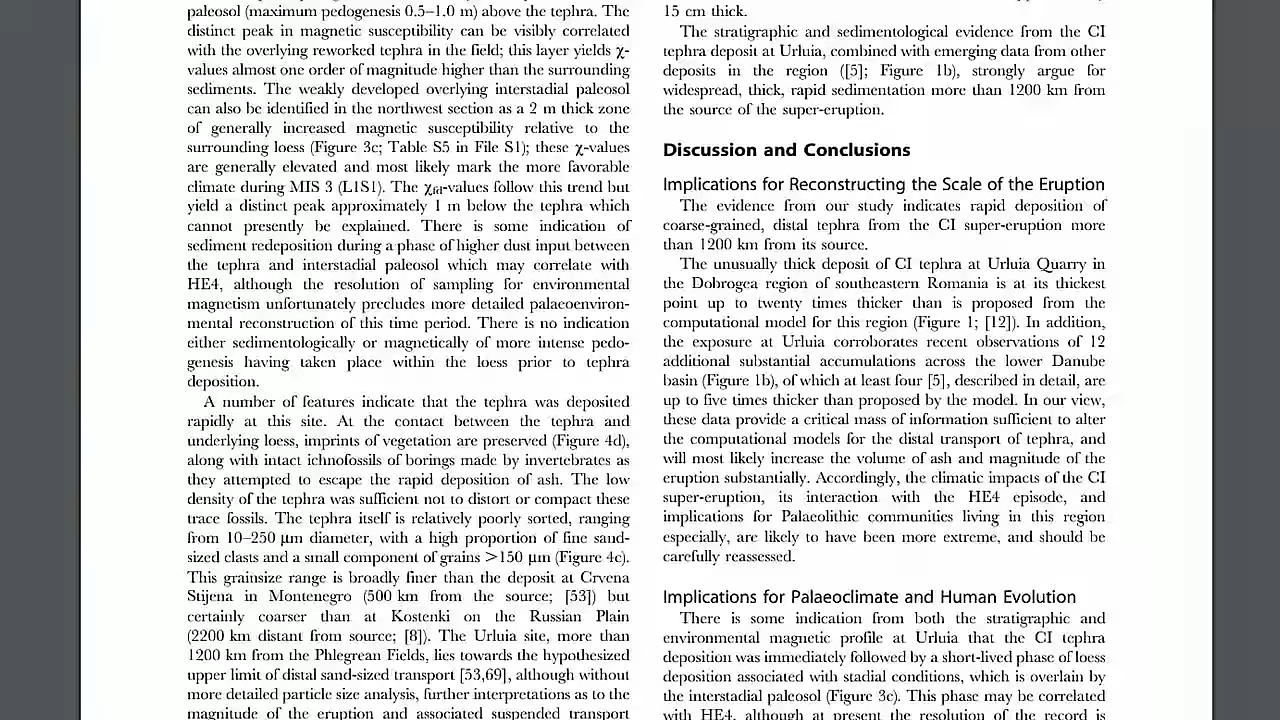 paleosol (maximum pedogenesis 0.5–1.0 m) above the tephra. The
distinct peak in magnetic susceptibility can be visibly correlated
with the overlying reworked tephra in the field; this layer yields χ-
values almost one order of magnitude higher than the surrounding
sediments. The weakly developed overlying interstadial paleosol
can also be identified in the northwest section as a 2 m thick zone
of generally increased magnetic susceptibility relative to the
surrounding loess (Figure 3c; Table S5 in File S1); these χ-values
are generally elevated and most likely mark the more favorable
climate during MIS 3 (L1S1). The χfd-values follow this trend but
yield a distinct peak approximately 1 m below the tephra which
cannot presently be explained. There is some indication of
sediment redeposition during a phase of higher dust input between
the tephra and interstadial paleosol which may correlate with
HE4, although the resolution of sampling for environmental
magnetism unfortunately precludes more detailed palaeoenviron-
mental reconstruction of this time period. There is no indication
either sedimentologically or magnetically of more intense pedo-
genesis having taken place within the loess prior to tephra
deposition.
A number of features indicate that the tephra was deposited
rapidly at this site. At the contact between the tephra and
underlying loess, imprints of vegetation are preserved (Figure 4d),
along with intact ichnofossils of borings made by invertebrates as
they attempted to escape the rapid deposition of ash. The low
density of the tephra was sufficient not to distort or compact these
trace fossils. The tephra itself is relatively poorly sorted, ranging
from 10–250 μm diameter, with a high proportion of fine sand-
sized clasts and a small component of grains >150 μm (Figure 4c).
This grainsize range is broadly finer than the deposit at Crvena
Stijena in Montenegro (500 km from the source; [53]) but
certainly coarser than at Kostenki on the Russian Plain
(2200 km distant from source; [8]). The Urluia site, more than
1200 km from the Phlegrean Fields, lies towards the hypothesized
upper limit of distal sand-sized transport [53,69], although without
more detailed particle size analysis, further interpretations as to the
magnitude of the eruption and associated suspended transport
15 cm thick.
The stratigraphic and sedimentological evidence from the CI
tephra deposit at Urluia, combined with emerging data from other
deposits in the region ([5]; Figure 1b), strongly argue for
widespread, thick, rapid sedimentation more than 1200 km from
the source of the super-eruption.
Discussion and Conclusions
Implications for Reconstructing the Scale of the Eruption
The evidence from our study indicates rapid deposition of
coarse-grained, distal tephra from the CI super-eruption more
than 1200 km from its source.
The unusually thick deposit of CI tephra at Urluia Quarry in
the Dobrogea region of southeastern Romania is at its thickest
point up to twenty times thicker than is proposed from the
computational model for this region (Figure 1; [12]). In addition,
the exposure at Urluia corroborates recent observations of 12
additional substantial accumulations across the lower Danube
basin (Figure 1b), of which at least four [5], described in detail, are
up to five times thicker than proposed by the model. In our view,
these data provide a critical mass of information sufficient to alter
the computational models for the distal transport of tephra, and
will most likely increase the volume of ash and magnitude of the
eruption substantially. Accordingly, the climatic impacts of the CI
super-eruption, its interaction with the HE4 episode, and
implications for Palaeolithic communities living in this region
especially, are likely to have been more extreme, and should be
carefully reassessed.
Implications for Palaeoclimate and Human Evolution
There is some indication from both the stratigraphic and
environmental magnetic profile at Urluia that the CI tephra
deposition was immediately followed by a short-lived phase of loess
deposition associated with stadial conditions, which is overlain by
the interstadial paleosol (Figure 3c). This phase may be correlated
with HE4, although at present the resolution of the record is